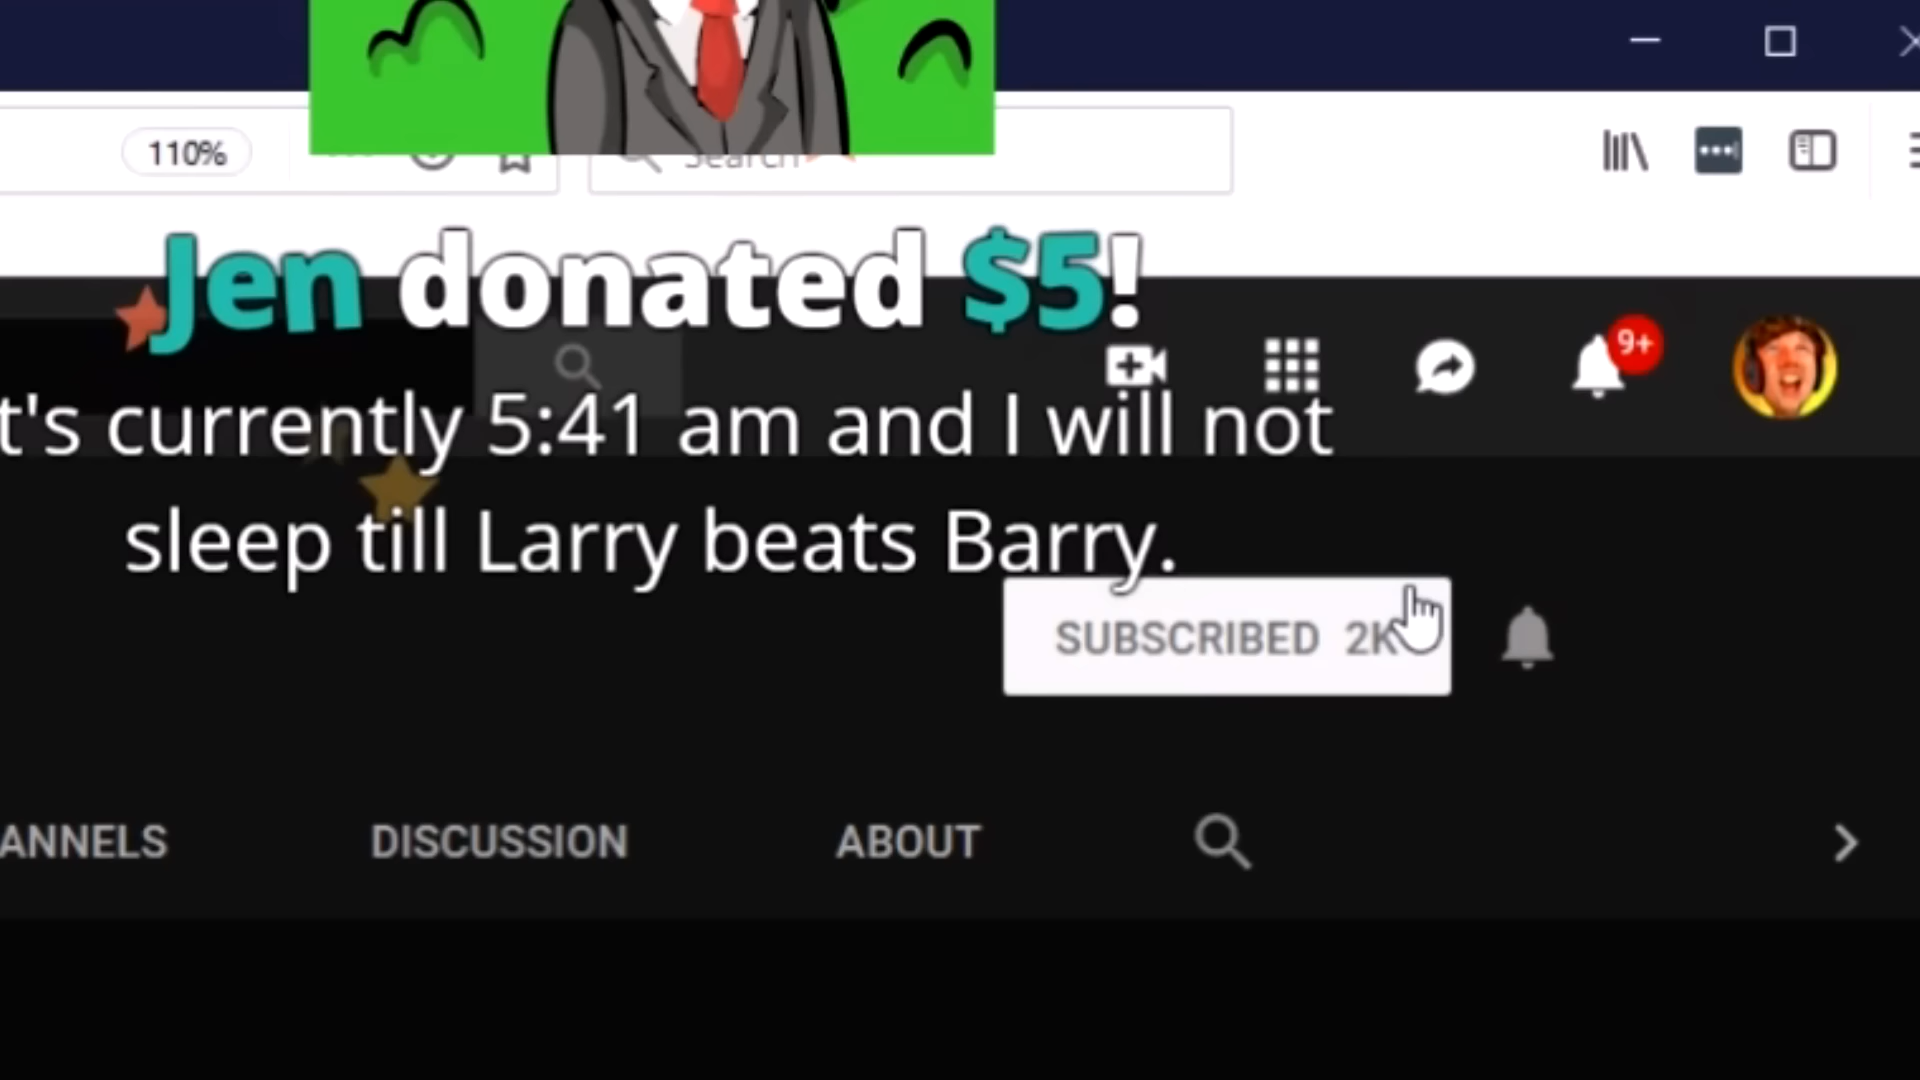 110%
Search
Jen donated $5!
9+
t's currently 5:41 am and I will not
sleep till Larry beats Barry.
SUBSCRIBED 2K
ANNELS
DISCUSSION
ABOUT